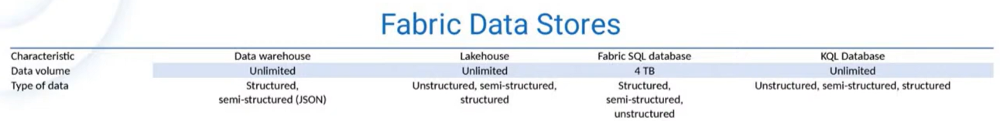 Fabric Data Stores
Characteristic Data warehouse Lakehouse Fabric SQL database KQL Database
Data volume Unlimited Unlimited 4 TB Unlimited
Type of data Structured, Unstructured, semi-structured, Structured, Unstructured, semi-structured, structured
semi-structured (JSON) structured semi-structured,
unstructured